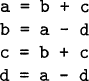 a = b + c
b = a - d
c = b + c
d = a - d